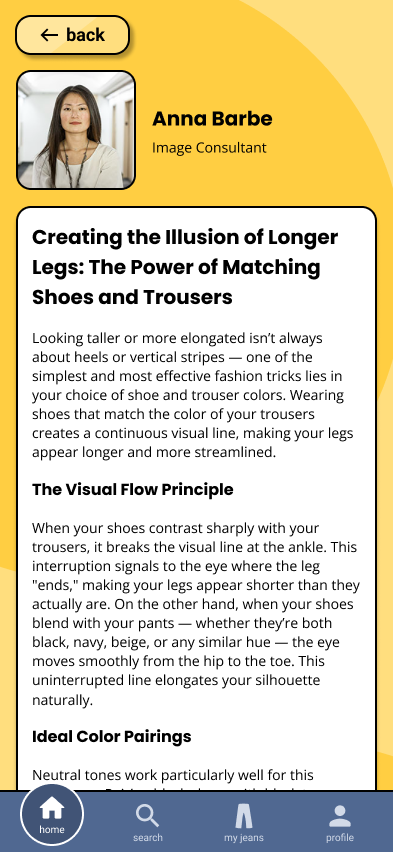 back
Anna Barbe
Image Consultant
Creating the Illusion of Longer
Legs: The Power of Matching
Shoes and Trousers
Looking taller or more elongated isn’t always
about heels or vertical stripes — one of the
simplest and most effective fashion tricks lies in
your choice of shoe and trouser colors. Wearing
shoes that match the color of your trousers
creates a continuous visual line, making your legs
appear longer and more streamlined.
The Visual Flow Principle
When your shoes contrast sharply with your
trousers, it breaks the visual line at the ankle. This
interruption signals to the eye where the leg
"ends," making your legs appear shorter than they
actually are. On the other hand, when your shoes
blend with your pants — whether they’re both
black, navy, beige, or any similar hue — the eye
moves smoothly from the hip to the toe. This
uninterrupted line elongates your silhouette
naturally.
Ideal Color Pairings
Neutral tones work particularly well for this
home
search
my jeans
profile